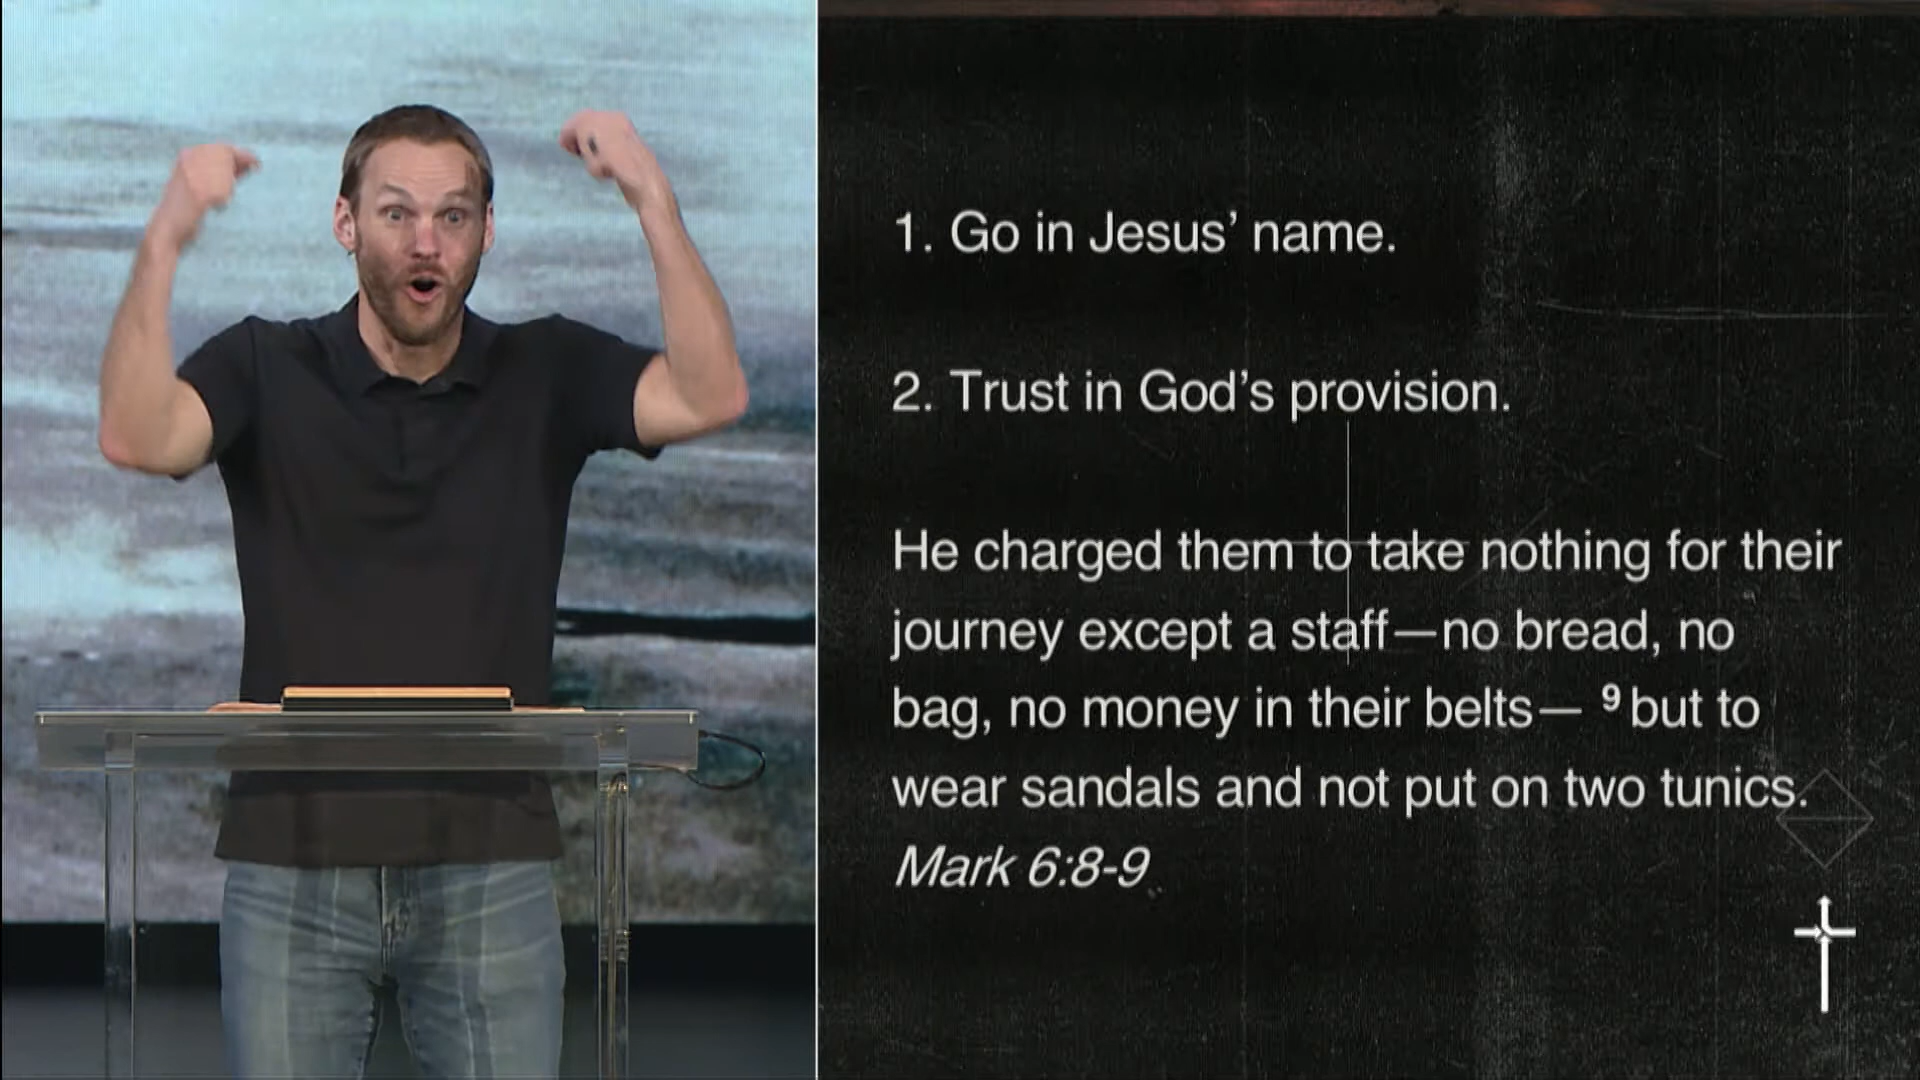 1. Go in Jesus’ name.
2. Trust in God’s provision.
He charged them to take nothing for their
journey except a staff—no bread, no
bag, no money in their belts— ⁹ but to
wear sandals and not put on two tunics.
Mark 6:8-9